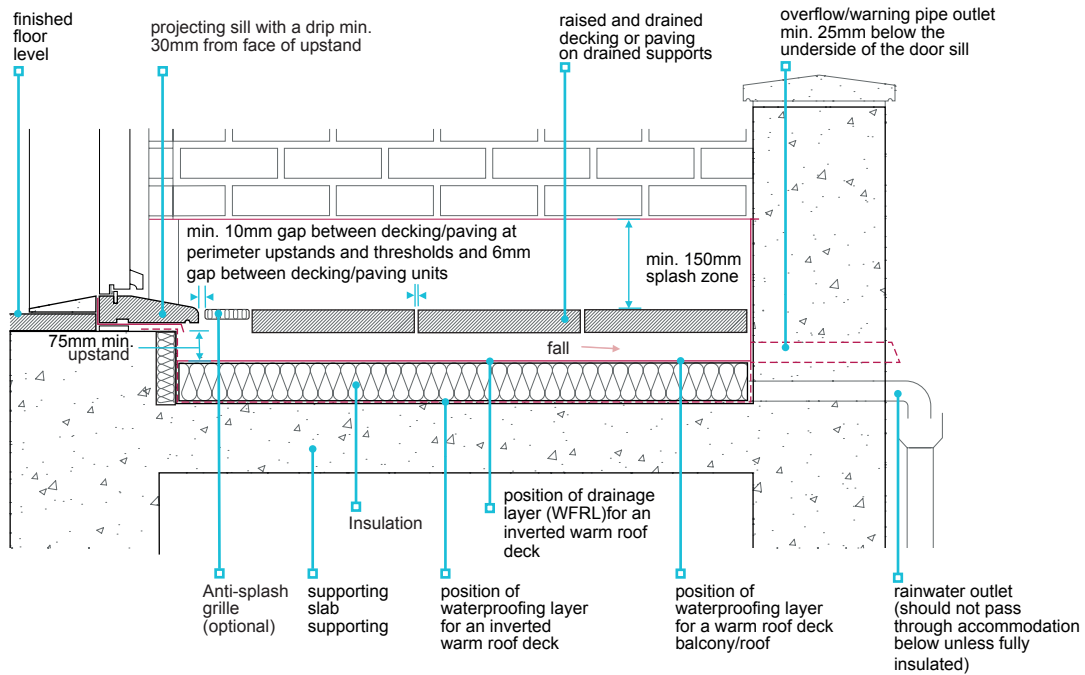 finished
floor
level
projecting sill with a drip min.
30mm from face of upstand
raised and drained
decking or paving
on drained supports
overflow/warning pipe outlet
min. 25mm below the
underside of the door sill
min. 10mm gap between decking/paving at
perimeter upstands and thresholds and 6mm
gap between decking/paving units
min. 150mm
splash zone
75mm min.
upstand
fall
Insulation
position of drainage
layer (WFRL)for an
inverted warm roof
deck
Anti-splash
grille
(optional)
supporting
slab
supporting
position of
waterproofing layer
for an inverted
warm roof deck
position of
waterproofing layer
for a warm roof deck
balcony/roof
rainwater outlet
(should not pass
through accommodation
below unless fully
insulated)